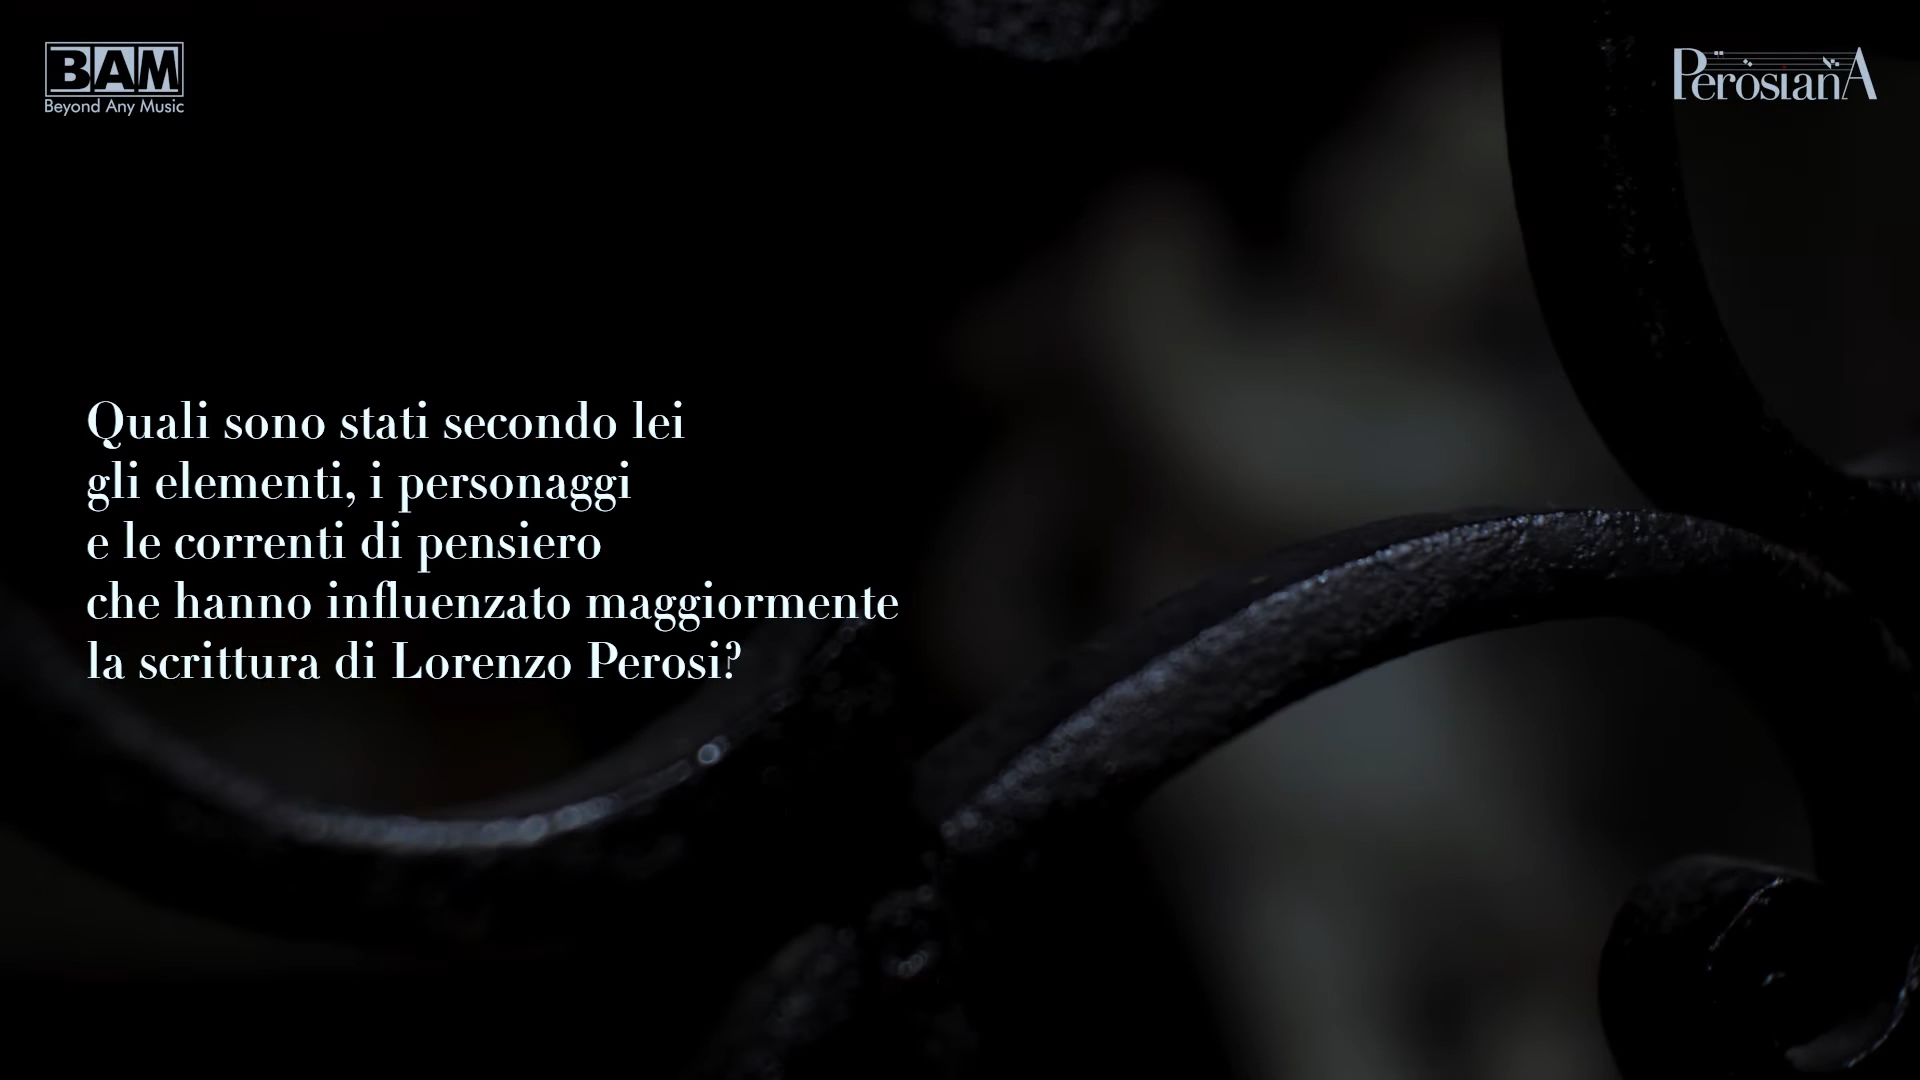 BAM
Beyond Any Music
PerosianA
Quali sono stati secondo lei
gli elementi, i personaggi
e le correnti di pensiero
che hanno influenzato maggiormente
la scrittura di Lorenzo Perosi?